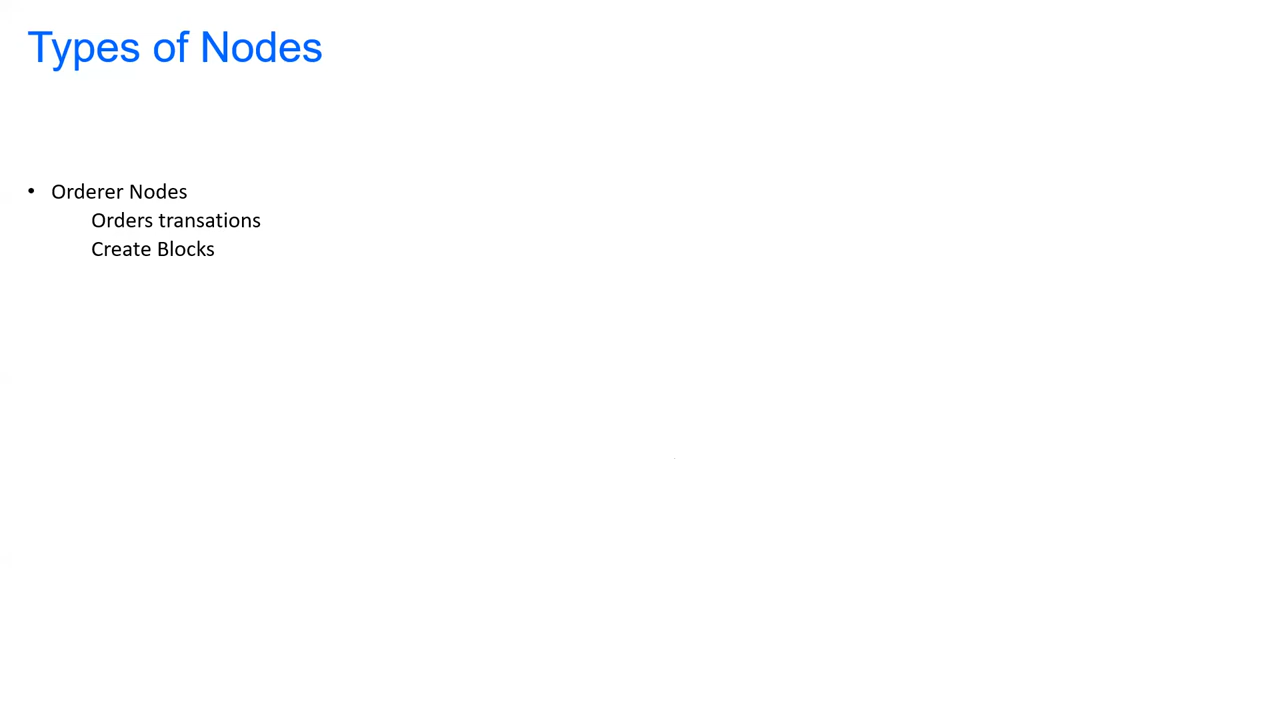 Types of Nodes
• Orderer Nodes
Orders transations
Create Blocks